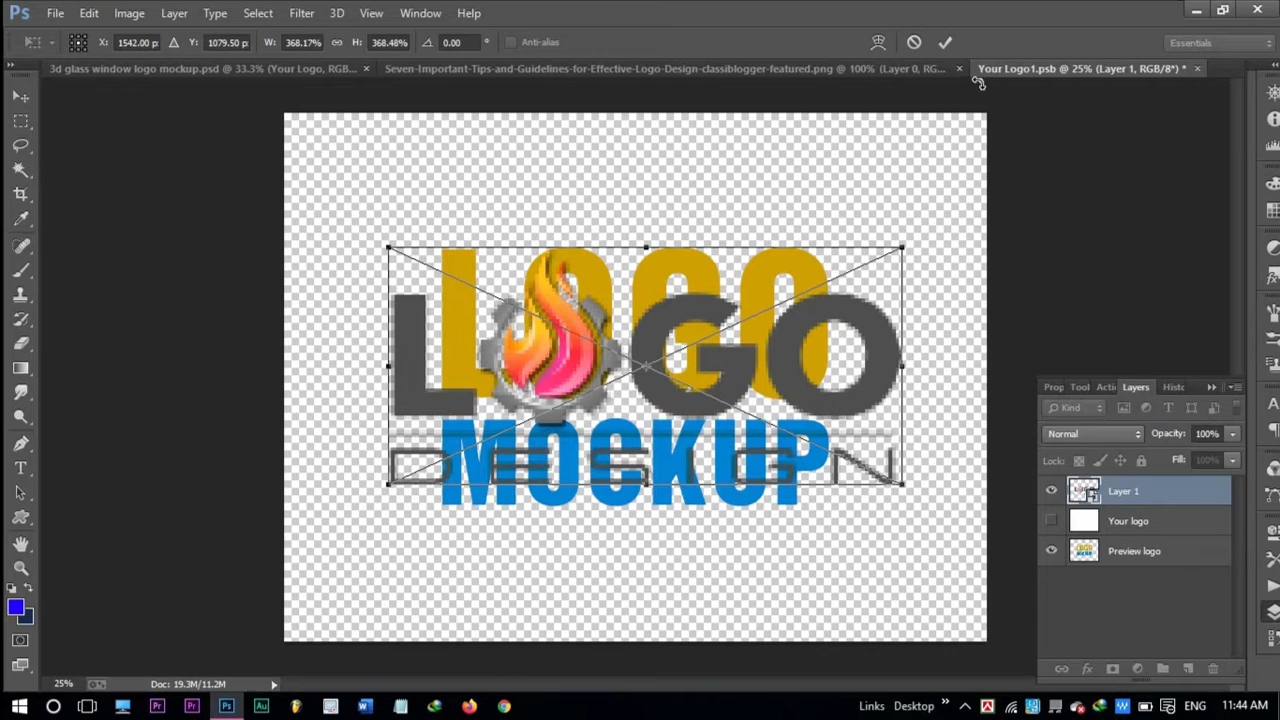 Ps File Edit Image Layer Type Select Filter 3D View Window Help
X: 1542.00 p Y: 1079.50 p W: 368.17% H: 368.48% 0.00 ° Anti-alias Essentials
3d glass window logo mockup.psd @ 33.3% (Your Logo, RGB... × Seven-Important-Tips-and-Guidelines-for-Effective-Logo-Design-classiblogger-featured.png @ 100% (Layer 0, RG... × Your Logo1.psb @ 25% (Layer 1, RGB/8*) * ×
LOGO
LOGO
MOCKUP
DESIGN
Prop Tool Acti Layers Histo
Kind
Normal Opacity: 100%
Lock: Fill: 100%
Layer 1
Your logo
Preview logo
25% Doc: 19.3M/11.2M
Links Desktop » ENG 11:44 AM